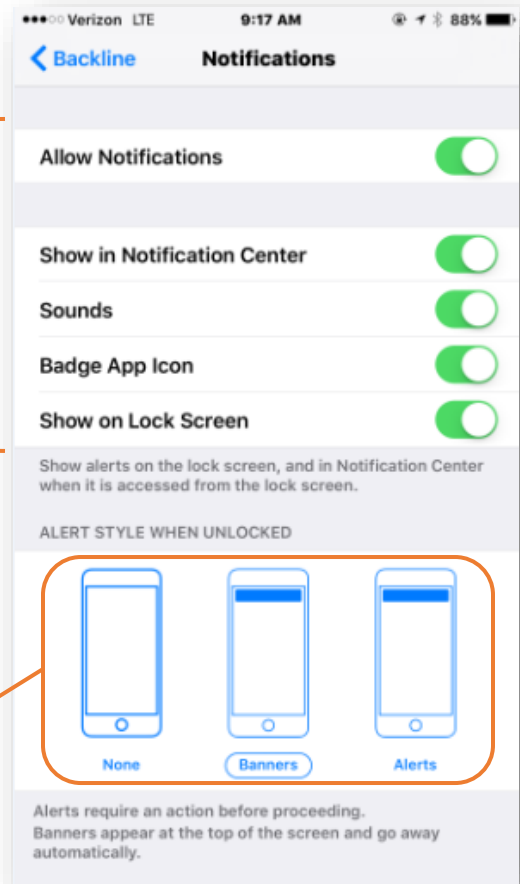 Verizon LTE 9:17 AM 88%
Backline Notifications
Allow Notifications
Show in Notification Center
Sounds
Badge App Icon
Show on Lock Screen
Show alerts on the lock screen, and in Notification Center
when it is accessed from the lock screen.
ALERT STYLE WHEN UNLOCKED
None Banners Alerts
Alerts require an action before proceeding.
Banners appear at the top of the screen and go away
automatically.